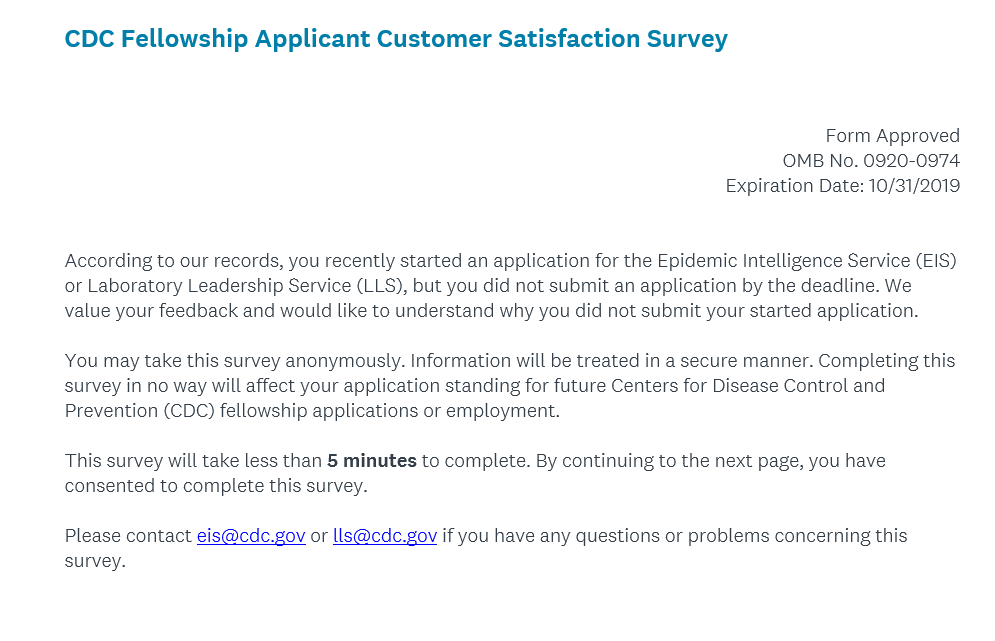 CDC Fellowship Applicant Customer Satisfaction Survey
Form Approved
OMB No. 0920-0974
Expiration Date: 10/31/2019
According to our records, you recently started an application for the Epidemic Intelligence Service (EIS)
or Laboratory Leadership Service (LLS), but you did not submit an application by the deadline. We
value your feedback and would like to understand why you did not submit your started application.
You may take this survey anonymously. Information will be treated in a secure manner. Completing this
survey in no way will affect your application standing for future Centers for Disease Control and
Prevention (CDC) fellowship applications or employment.
This survey will take less than 5 minutes to complete. By continuing to the next page, you have
consented to complete this survey.
Please contact eis@cdc.gov or lls@cdc.gov if you have any questions or problems concerning this
survey.